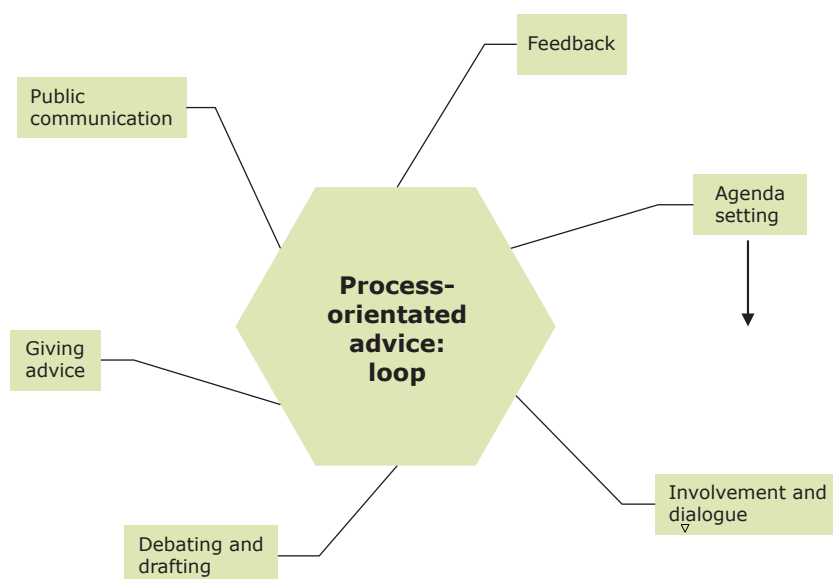 Feedback
Public
communication
Agenda
setting
Process-
orientated
advice:
loop
Giving
advice
Involvement and
dialogue
Debating and
drafting